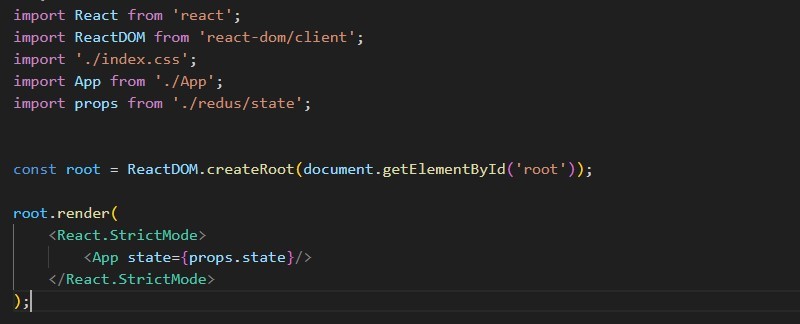 import React from 'react';
import ReactDOM from 'react-dom/client';
import './index.css';
import App from './App';
import props from './redus/state';
const root = ReactDOM.createRoot(document.getElementById('root'));
root.render(
<React.StrictMode>
<App state={props.state}/>
</React.StrictMode>
);